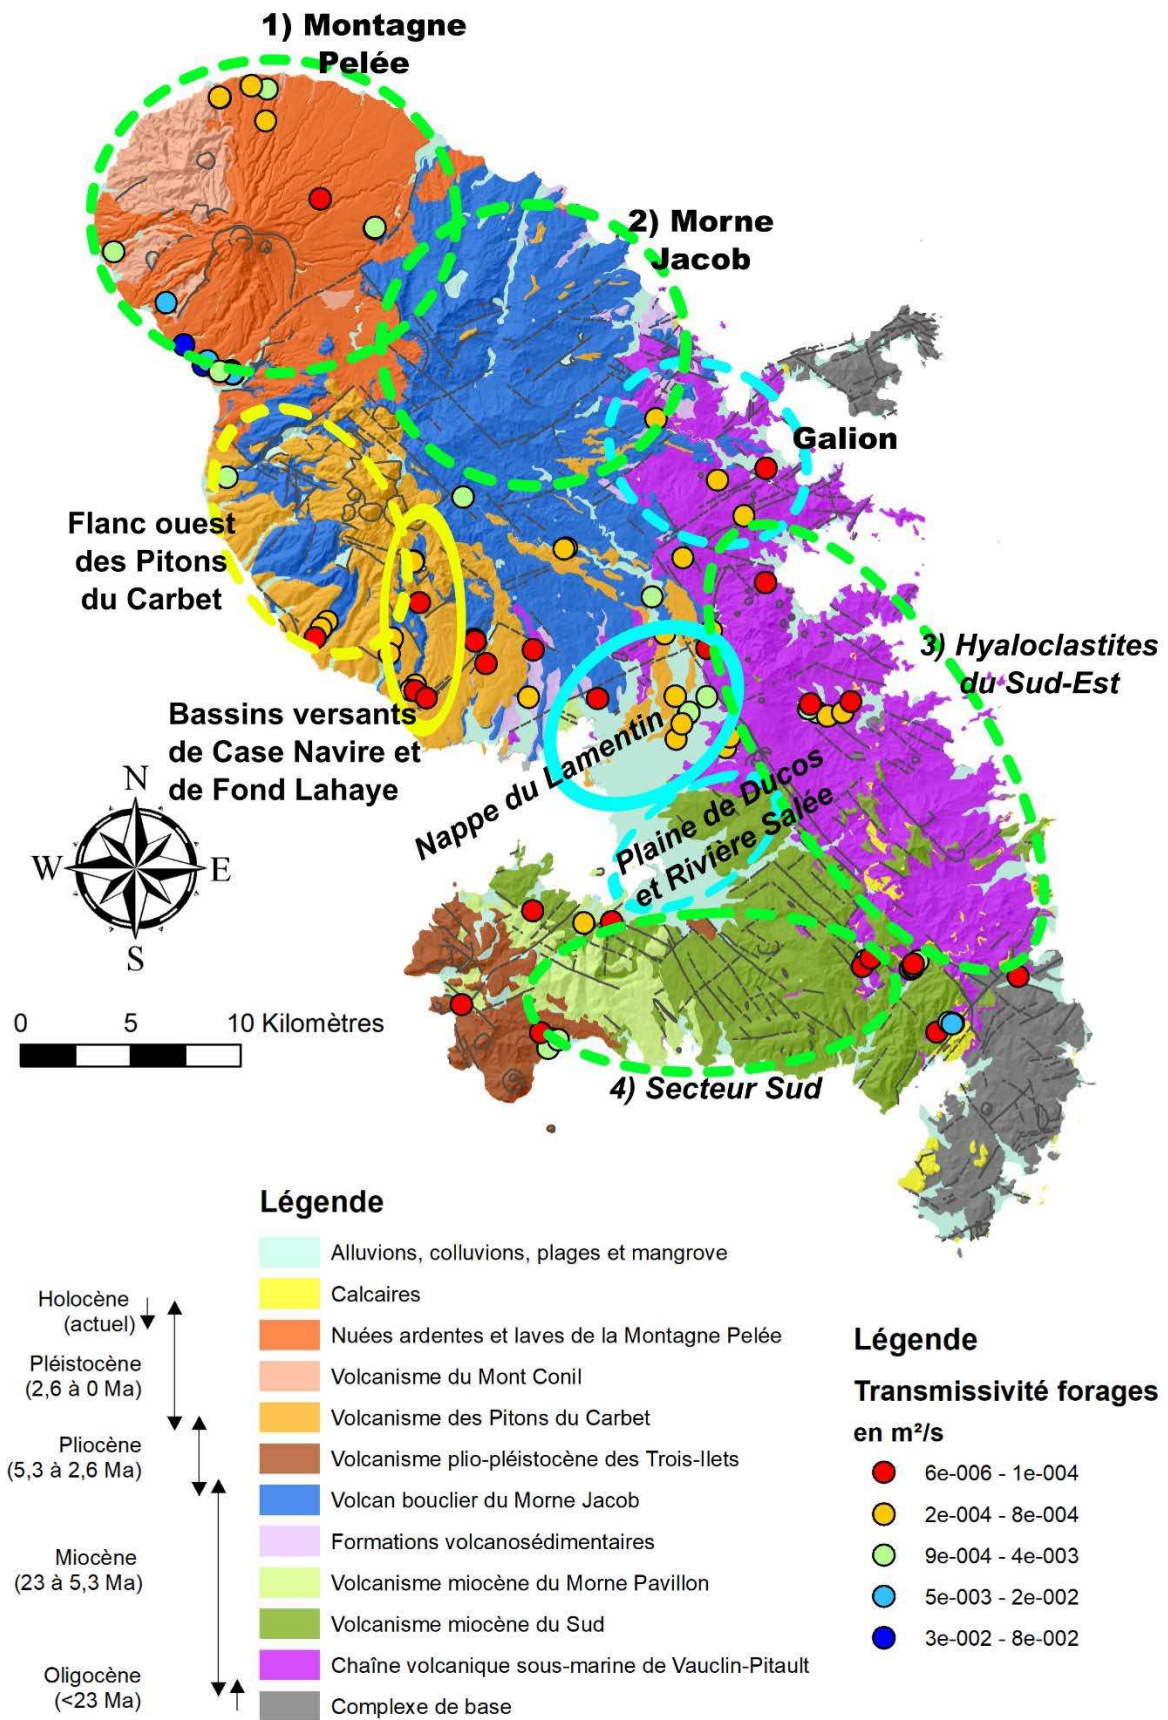 1) Montagne
Pelée
2) Morne
Jacob
Galion
Flanc ouest
des Pitons
du Carbet
3) Hyaloclastites
du Sud-Est
Bassins versants
de Case Navire et
de Fond Lahaye
Nappe du Lamentin
Plaine de Ducos
et Rivière Salée
N
W E
S
0 5 10 Kilomètres
4) Secteur Sud
Légende
Alluvions, colluvions, plages et mangrove
Calcaires
Nuées ardentes et laves de la Montagne Pelée
Volcanisme du Mont Conil
Volcanisme des Pitons du Carbet
Volcanisme plio-pléistocène des Trois-Ilets
Volcan bouclier du Morne Jacob
Formations volcanosédimentaires
Volcanisme miocène du Morne Pavillon
Volcanisme miocène du Sud
Chaîne volcanique sous-marine de Vauclin-Pitault
Complexe de base
Holocène
(actuel)
Pléistocène
(2,6 à 0 Ma)
Pliocène
(5,3 à 2,6 Ma)
Miocène
(23 à 5,3 Ma)
Oligocène
(<23 Ma)
Légende
Transmissivité forages
en m²/s
6e-006 - 1e-004
2e-004 - 8e-004
9e-004 - 4e-003
5e-003 - 2e-002
3e-002 - 8e-002